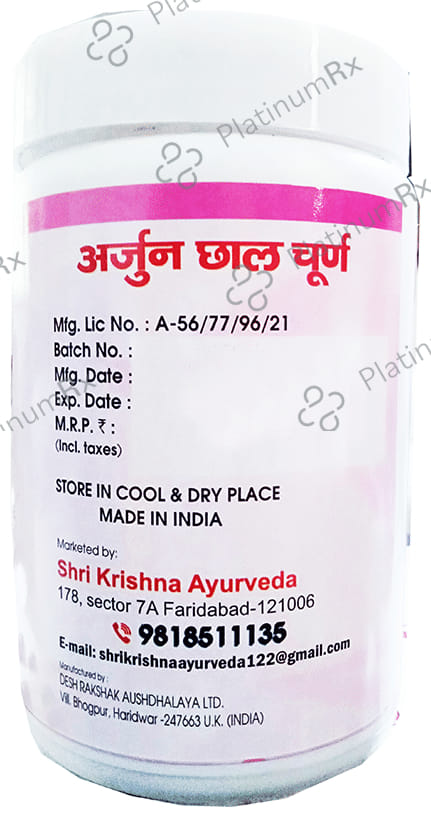 अर्जुन छाल चूर्ण
Mfg. Lic No. : A-56/77/96/21
Batch No. :
Mfg. Date :
Exp. Date :
M.R.P. ₹ :
(Incl. taxes)
STORE IN COOL & DRY PLACE
MADE IN INDIA
Marketed by:
Shri Krishna Ayurveda
178, sector 7A Faridabad-121006
9818511135
E-mail: shrikrishnaayurveda122@gmail.com
Manufactured by :
DESH RAKSHAK AUSHDHALAYA LTD.
Vill. Bhogpur, Haridwar -247663 U.K. (INDIA)
PlatinumRx
PlatinumRx
PlatinumRx
Rx
PlatinumRx
inumRx